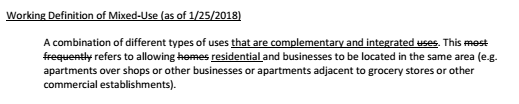 Working Definition of Mixed-Use (as of 1/25/2018)
A combination of different types of uses that are complementary and integrated uses. This most
frequently refers to allowing homes residential and businesses to be located in the same area (e.g.
apartments over shops or other businesses or apartments adjacent to grocery stores or other
commercial establishments).